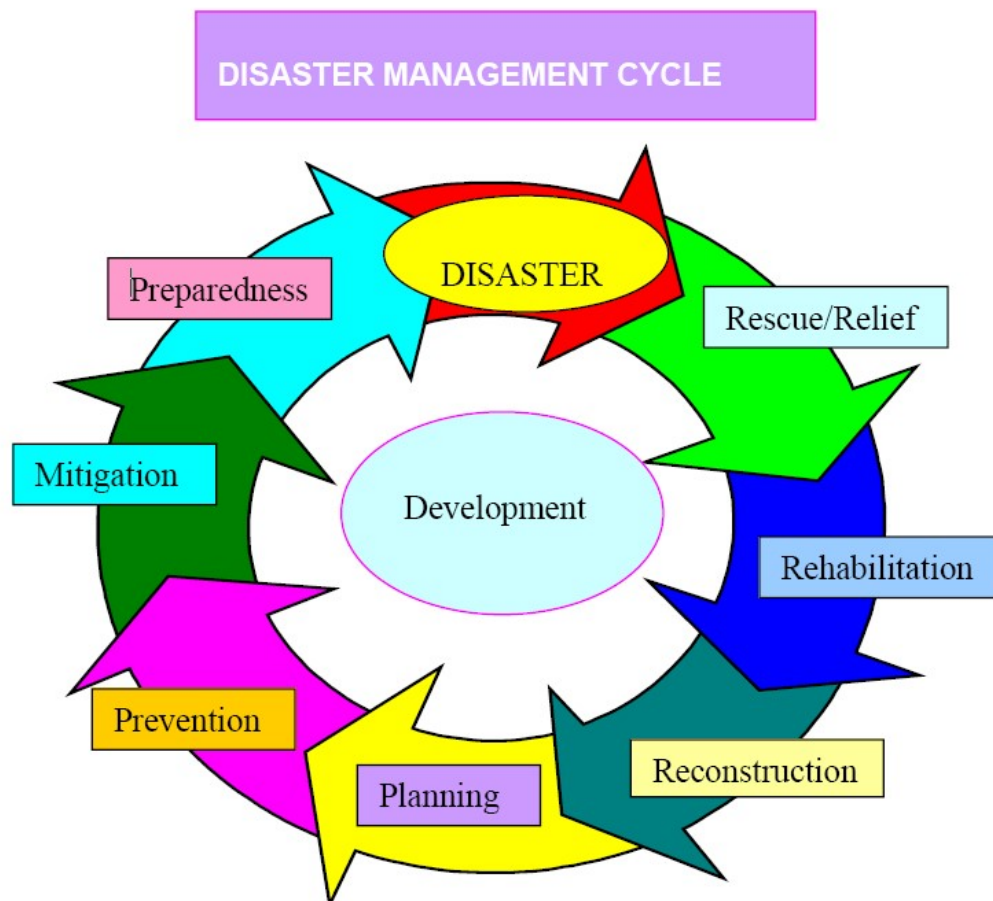 DISASTER MANAGEMENT CYCLE
DISASTER
Preparedness
Rescue/Relief
Mitigation
Development
Rehabilitation
Prevention
Planning
Reconstruction